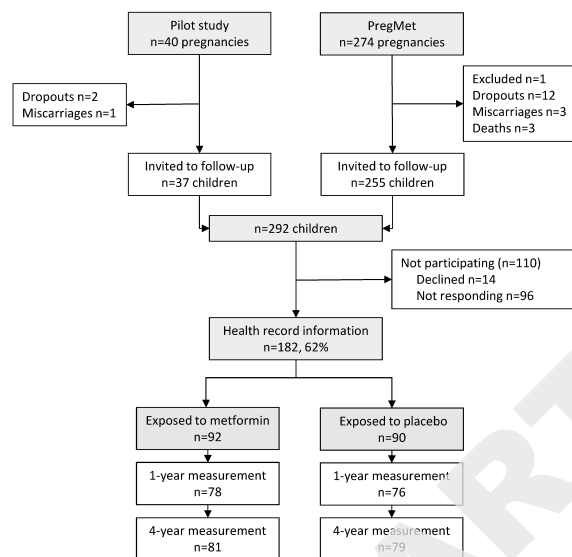 Pilot study
n=40 pregnancies
PregMet
n=274 pregnancies
Dropouts n=2
Miscarriages n=1
Excluded n=1
Dropouts n=12
Miscarriages n=3
Deaths n=3
Invited to follow-up
n=37 children
Invited to follow-up
n=255 children
n=292 children
Not participating (n=110)
Declined n=14
Not responding n=96
Health record information
n=182, 62%
Exposed to metformin
n=92
Exposed to placebo
n=90
1-year measurement
n=78
1-year measurement
n=76
4-year measurement
n=81
4-year measurement
n=79